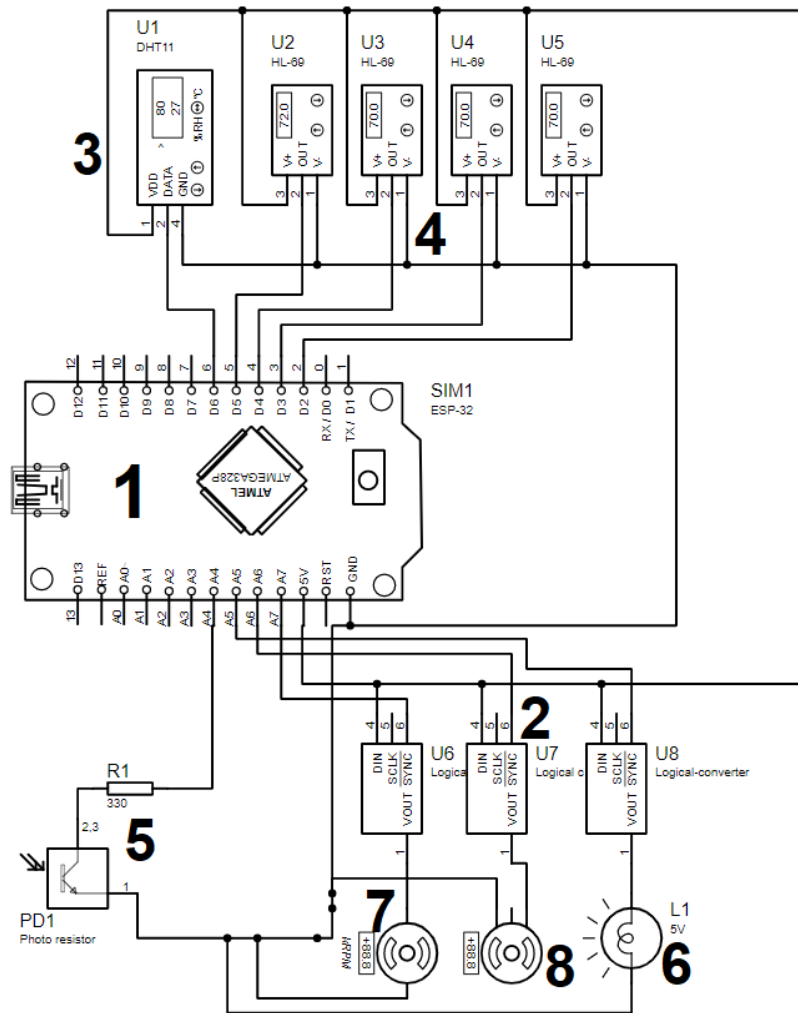 U1
DHT11
U2
HL-69
U3
HL-69
U4
HL-69
U5
HL-69
80
27
%RH
°C
>
VDD
DATA
GND
1
2
4
72.0
V+
OUT
V-
3
2
1
70.0
V+
OUT
V-
3
2
1
70.0
V+
OUT
V-
3
2
1
70.0
V+
OUT
V-
3
2
1
3
4
12
11
10
9
8
7
6
5
4
3
2
0
1
D12
D11
D10
D9
D8
D7
D6
D5
D4
D3
D2
RX / D0
TX / D1
SIM1
ESP-32
1
ATMEL
ATMEGA328P
D13
REF
A0
A1
A2
A3
A4
A5
A6
A7
5V
RST
GND
13
A0
A1
A2
A3
A4
A5
A6
A7
4
5
6
4
5
6
4
5
6
2
DIN
SCLK
SYNC
VOUT
U6
Logica
DIN
SCLK
SYNC
VOUT
U7
Logical c
DIN
SCLK
SYNC
VOUT
U8
Logical-converter
1
1
1
R1
330
2,3
5
1
PD1
Photo resistor
7
+88.8
8
+88.8
L1
5V
6